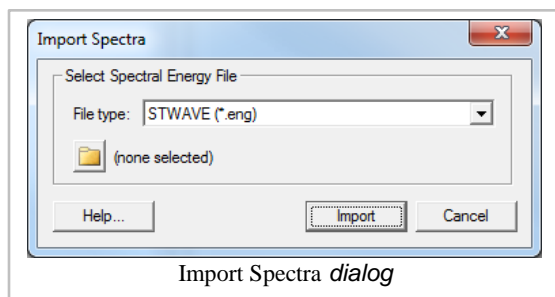 Import Spectra
Select Spectral Energy File
File type: STWAVE (*.eng)
(none selected)
Help... Import Cancel
Import Spectra dialog